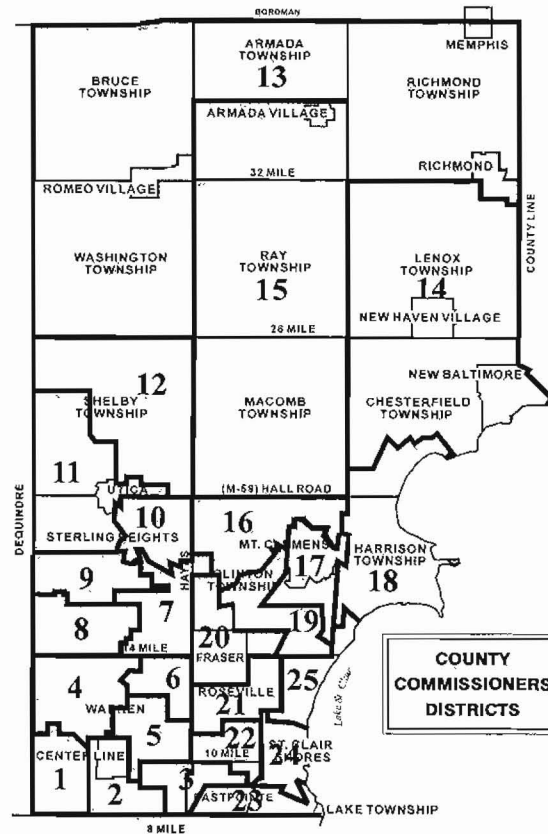 BORDMAN
ARMADA
TOWNSHIP
13
MEMPHIS
BRUCE
TOWNSHIP
RICHMOND
TOWNSHIP
ARMADA VILLAGE
32 MILE
RICHMOND
ROMEO VILLAGE
COUNTY LINE
WASHINGTON
TOWNSHIP
RAY
TOWNSHIP
15
LENOX
TOWNSHIP
14
NEW HAVEN VILLAGE
26 MILE
12
SHELBY
TOWNSHIP
MACOMB
TOWNSHIP
NEW BALTIMORE
CHESTERFIELD
TOWNSHIP
11
UTICA
(M-59) HALL ROAD
DEQUINDRE
10
STERLING HEIGHTS
HAYES
16
MT. CLEMENS
17
CLINTON
TOWNSHIP
HARRISON
TOWNSHIP
18
9
7
8
14 MILE
19
20
FRASER
COUNTY
COMMISSIONERS
DISTRICTS
4
WARREN
6
ROSEVILLE
21
25
Lake St. Clair
5
22
10 MILE
ST. CLAIR
SHORES
24
CENTER LINE
1
2
3
EASTPOINTE
23
LAKE TOWNSHIP
8 MILE